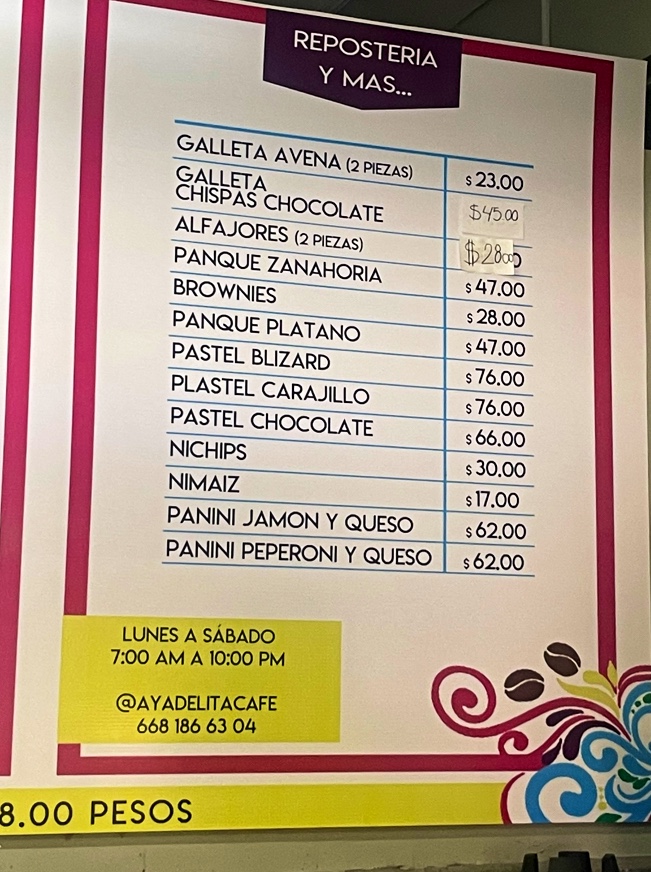 REPOSTERIA
Y MAS...
GALLETA AVENA (2 PIEZAS) $23.00
GALLETA
CHISPAS CHOCOLATE $45.00
ALFAJORES (2 PIEZAS) $28.00
PANQUE ZANAHORIA $47.00
BROWNIES $28.00
PANQUE PLATANO $47.00
PASTEL BLIZARD $76.00
PLASTEL CARAJILLO $76.00
PASTEL CHOCOLATE $66.00
NICHIPS $30.00
NIMAIZ $17.00
PANINI JAMON Y QUESO $62.00
PANINI PEPERONI Y QUESO $62.00
LUNES A SÁBADO
7:00 AM A 10:00 PM
@AYADELITACAFE
668 186 63 04
8.00 PESOS